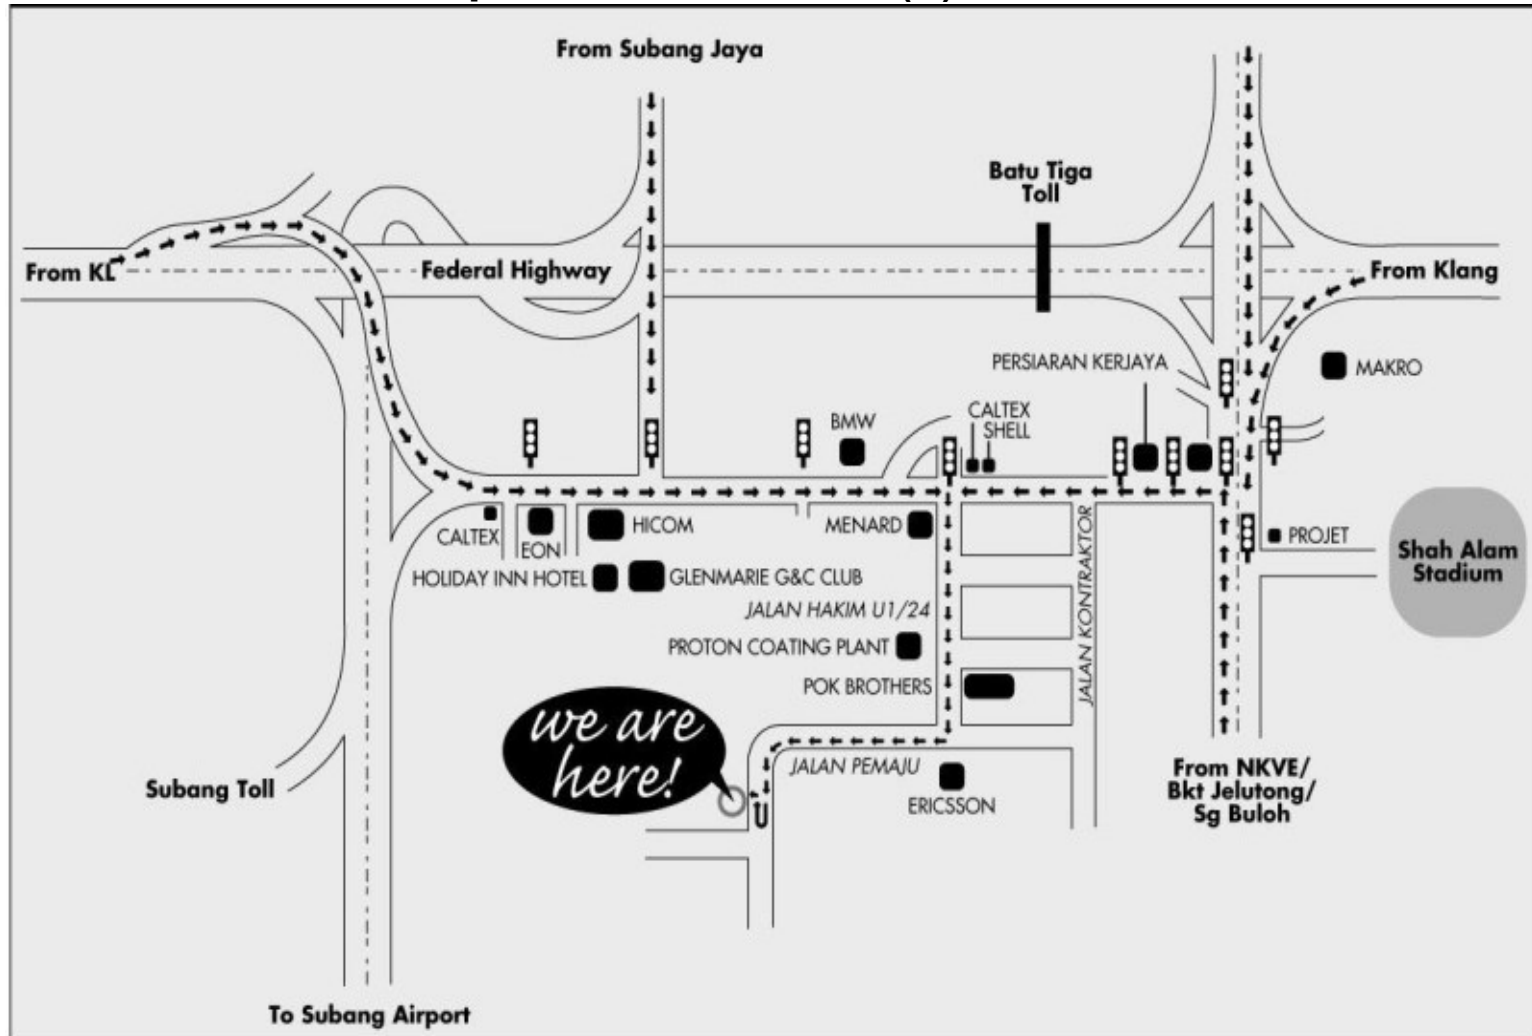 From Subang Jaya
Batu Tiga
Toll
From KL
Federal Highway
From Klang
PERSIARAN KERJAYA
MAKRO
BMW
CALTEX
SHELL
CALTEX
EON
HICOM
MENARD
PROJET
Shah Alam
Stadium
HOLIDAY INN HOTEL
GLENMARIE G&C CLUB
JALAN HAKIM U1/24
JALAN KONTRAKTOR
PROTON COATING PLANT
POK BROTHERS
we are
here!
JALAN PEMAJU
ERICSSON
Subang Toll
From NKVE/
Bkt Jelutong/
Sg Buloh
To Subang Airport